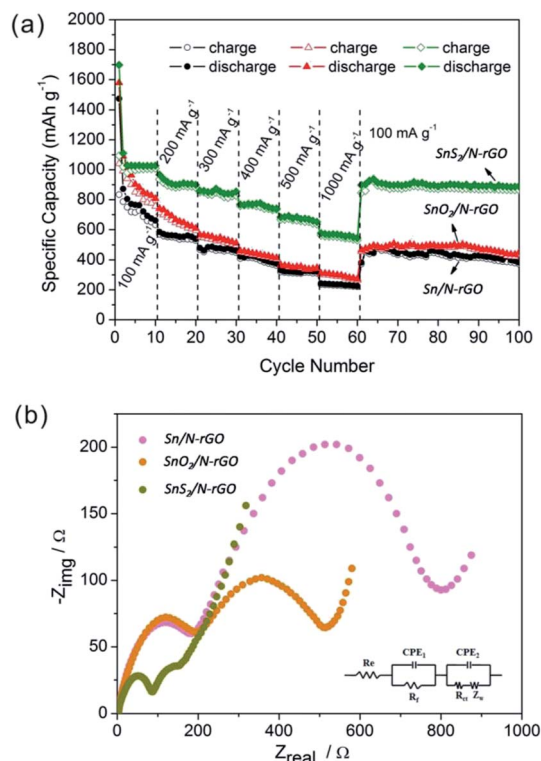 (a)
2000
1800
1600
1400
1200
1000
800
600
400
200
0
Specific Capacity (mAh g⁻¹)
charge charge charge
discharge discharge discharge
100 mA g⁻¹
200 mA g⁻¹
300 mA g⁻¹
400 mA g⁻¹
500 mA g⁻¹
1000 mA g⁻¹
100 mA g⁻¹
SnS₂/N-rGO
SnO₂/N-rGO
Sn/N-rGO
0 10 20 30 40 50 60 70 80 90 100
Cycle Number
(b)
200
150
100
50
0
-Zimg / Ω
Sn/N-rGO
SnO₂/N-rGO
SnS₂/N-rGO
Re
CPE₁
Rf
CPE₂
Rct Zw
0 200 400 600 800 1000
Zreal / Ω